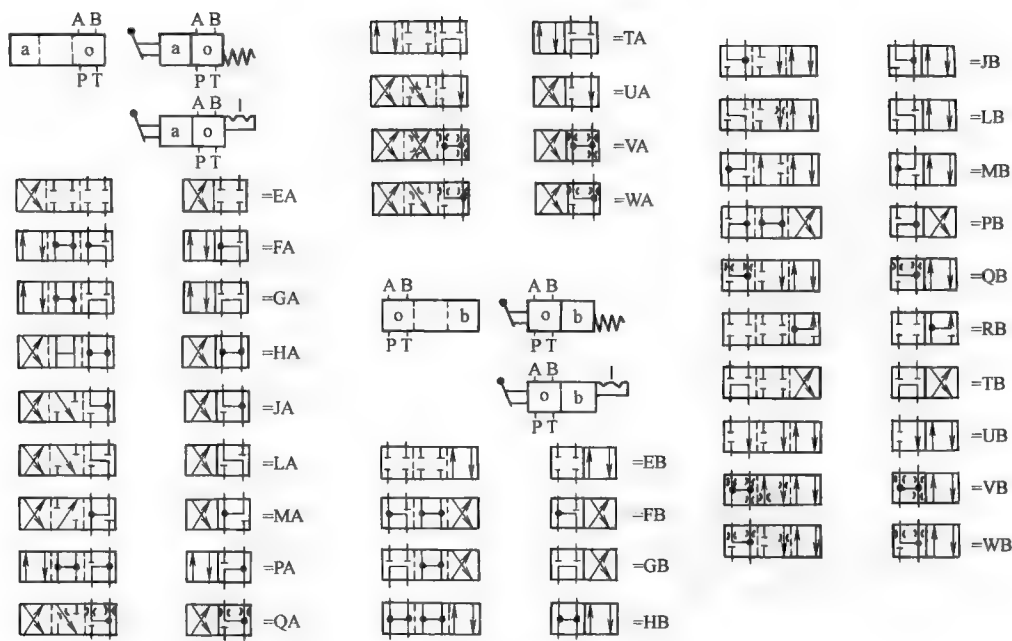 A B
a o
P T
A B
a o
P T
A B
a o
P T
=EA
=FA
=GA
=HA
=JA
=LA
=MA
=PA
=QA
=TA
=UA
=VA
=WA
A B
o b
P T
A B
o b
P T
A B
o b
P T
=EB
=FB
=GB
=HB
=JB
=LB
=MB
=PB
=QB
=RB
=TB
=UB
=VB
=WB